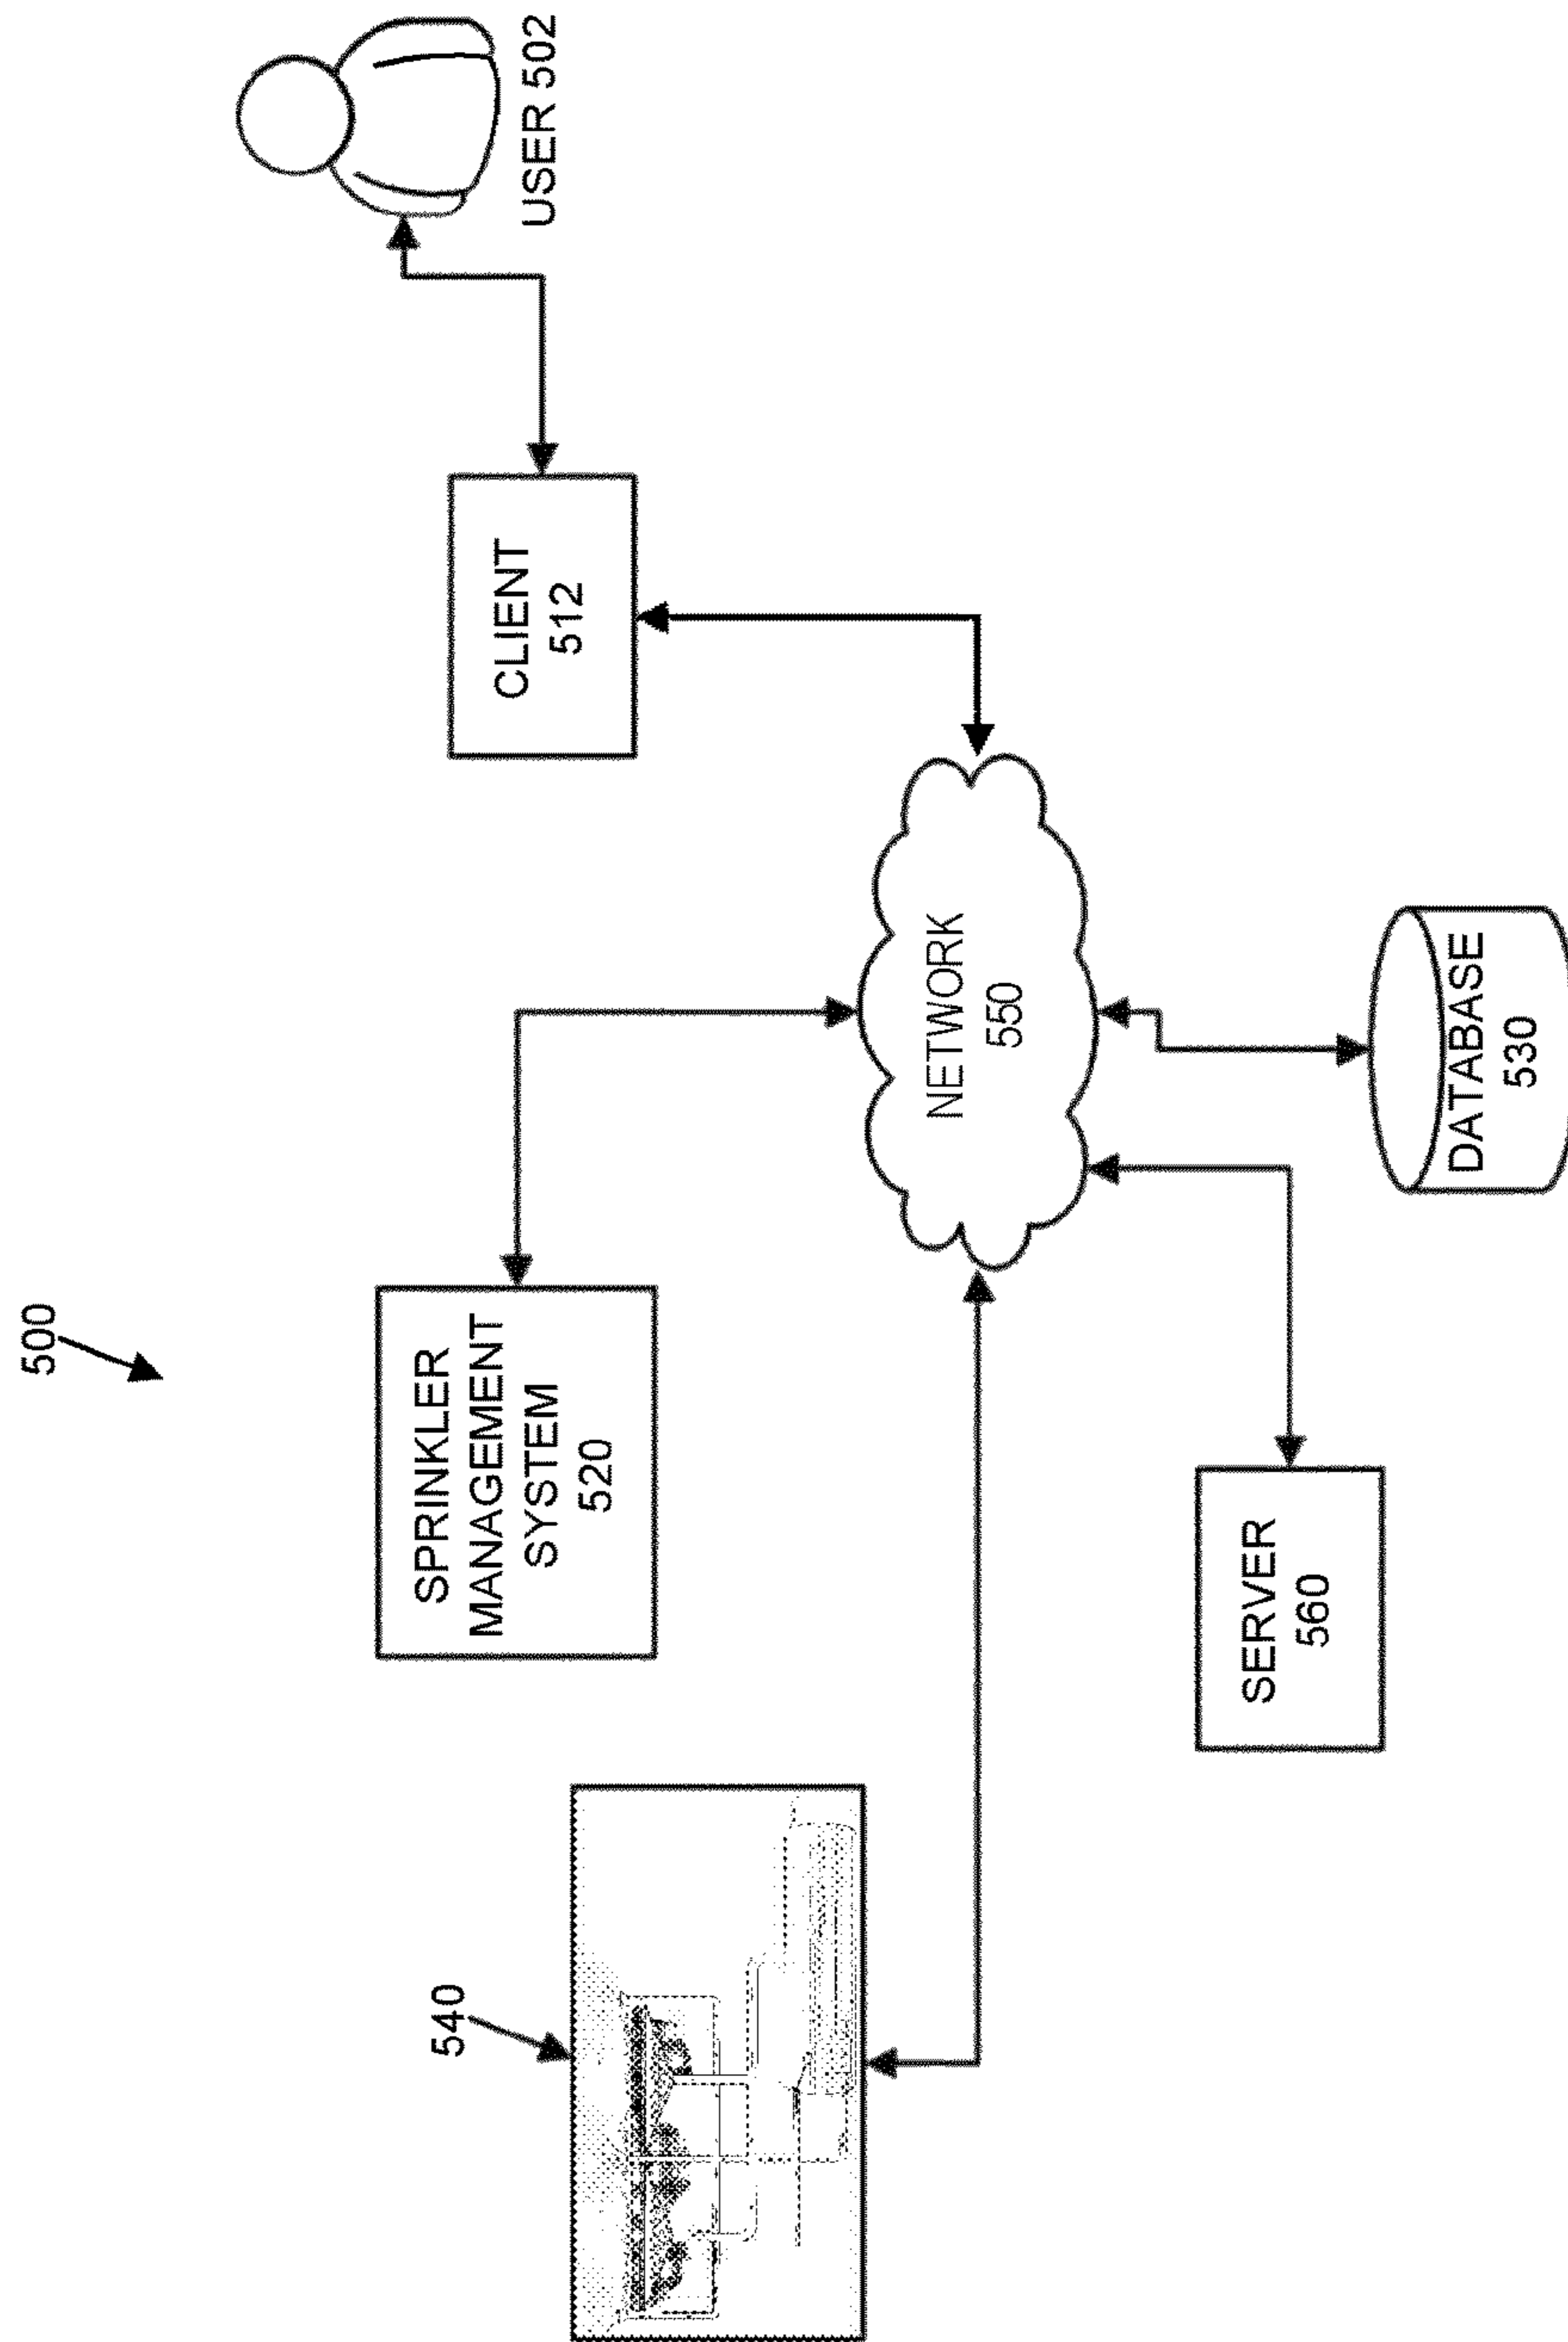 500
USER 502
CLIENT
512
SPRINKLER
MANAGEMENT
SYSTEM
520
540
NETWORK
550
SERVER
560
DATABASE
530